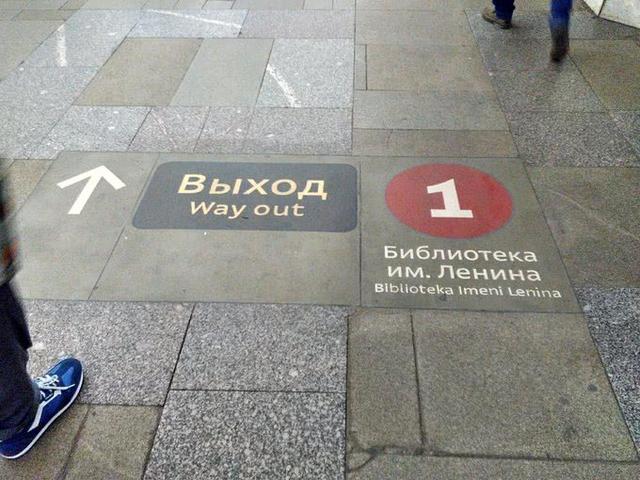 Выход
Way out
1
Библиотека
им. Ленина
Biblioteka Imeni Lenina